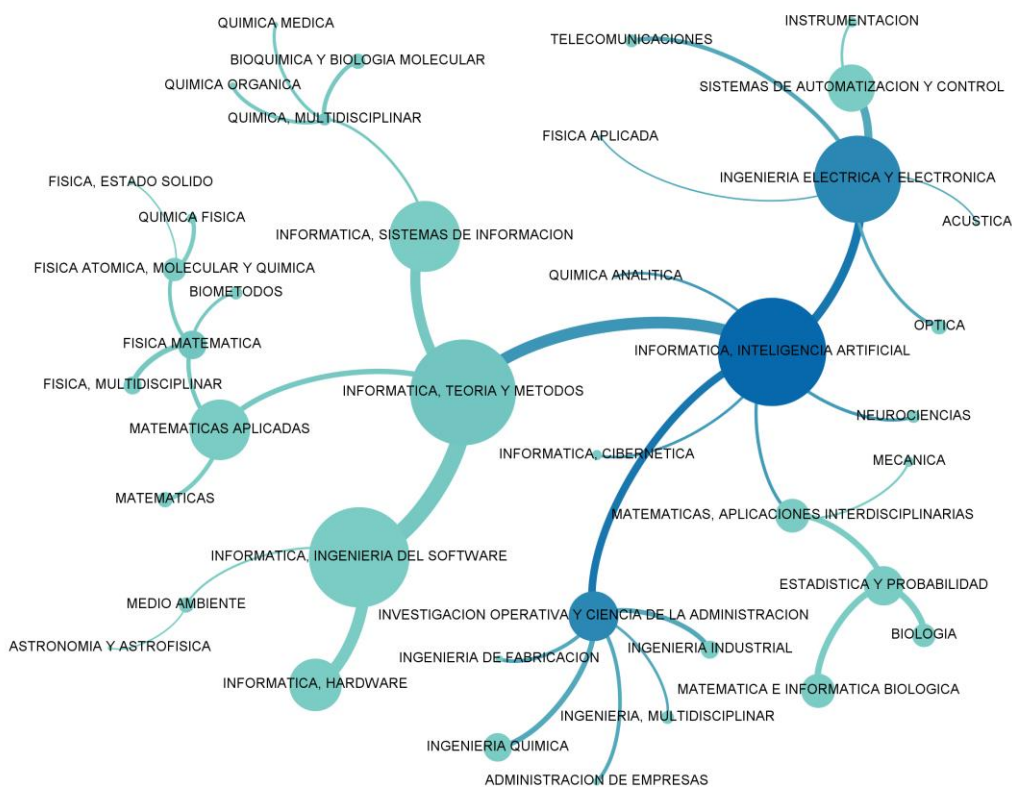 QUIMICA MEDICA
INSTRUMENTACION
TELECOMUNICACIONES
BIOQUIMICA Y BIOLOGIA MOLECULAR
QUIMICA ORGANICA
SISTEMAS DE AUTOMATIZACION Y CONTROL
QUIMICA, MULTIDISCIPLINAR
FISICA APLICADA
INGENIERIA ELECTRICA Y ELECTRONICA
FISICA, ESTADO SOLIDO
QUIMICA FISICA
ACUSTICA
INFORMATICA, SISTEMAS DE INFORMACION
FISICA ATOMICA, MOLECULAR Y QUIMICA
QUIMICA ANALITICA
BIOMETODOS
OPTICA
FISICA MATEMATICA
INFORMATICA, INTELIGENCIA ARTIFICIAL
FISICA, MULTIDISCIPLINAR
INFORMATICA, TEORIA Y METODOS
NEUROCIENCIAS
MATEMATICAS APLICADAS
INFORMATICA, CIBERNETICA
MECANICA
MATEMATICAS
MATEMATICAS, APLICACIONES INTERDISCIPLINARIAS
INFORMATICA, INGENIERIA DEL SOFTWARE
ESTADISTICA Y PROBABILIDAD
MEDIO AMBIENTE
INVESTIGACION OPERATIVA Y CIENCIA DE LA ADMINISTRACION
BIOLOGIA
ASTRONOMIA Y ASTROFISICA
INGENIERIA INDUSTRIAL
INGENIERIA DE FABRICACION
INFORMATICA, HARDWARE
MATEMATICA E INFORMATICA BIOLOGICA
INGENIERIA, MULTIDISCIPLINAR
INGENIERIA QUIMICA
ADMINISTRACION DE EMPRESAS